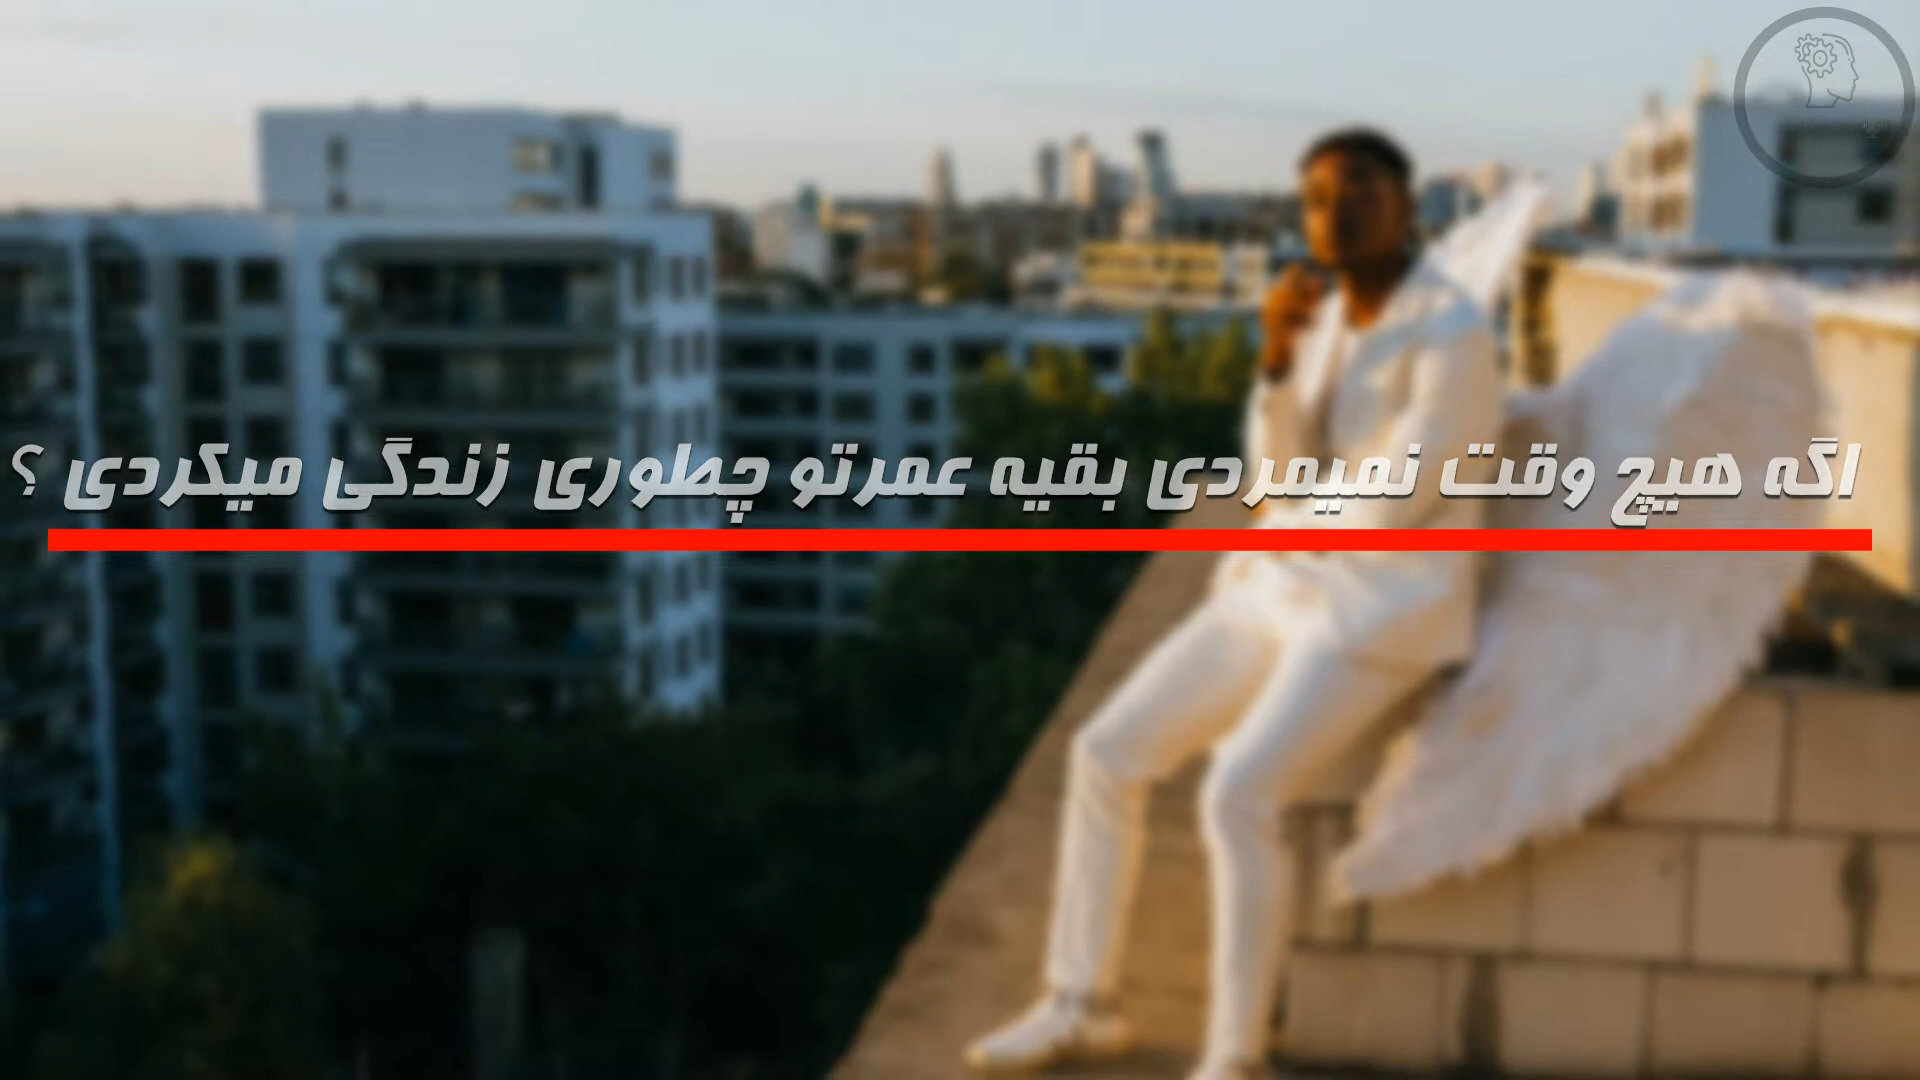 اگه هیچ وقت نمیمردی بقیه عمرتو چطوری زندگی میکردی ؟